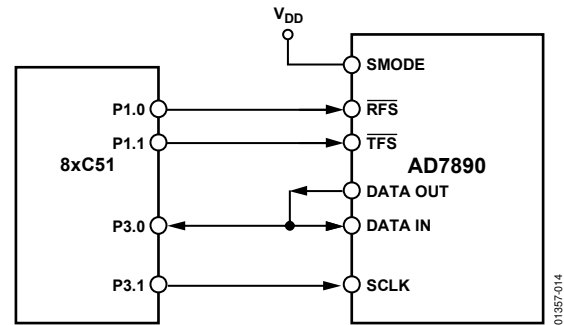 VDD
SMODE
P1.0
RFS
P1.1
TFS
8xC51
AD7890
DATA OUT
P3.0
DATA IN
P3.1
SCLK
01357-014